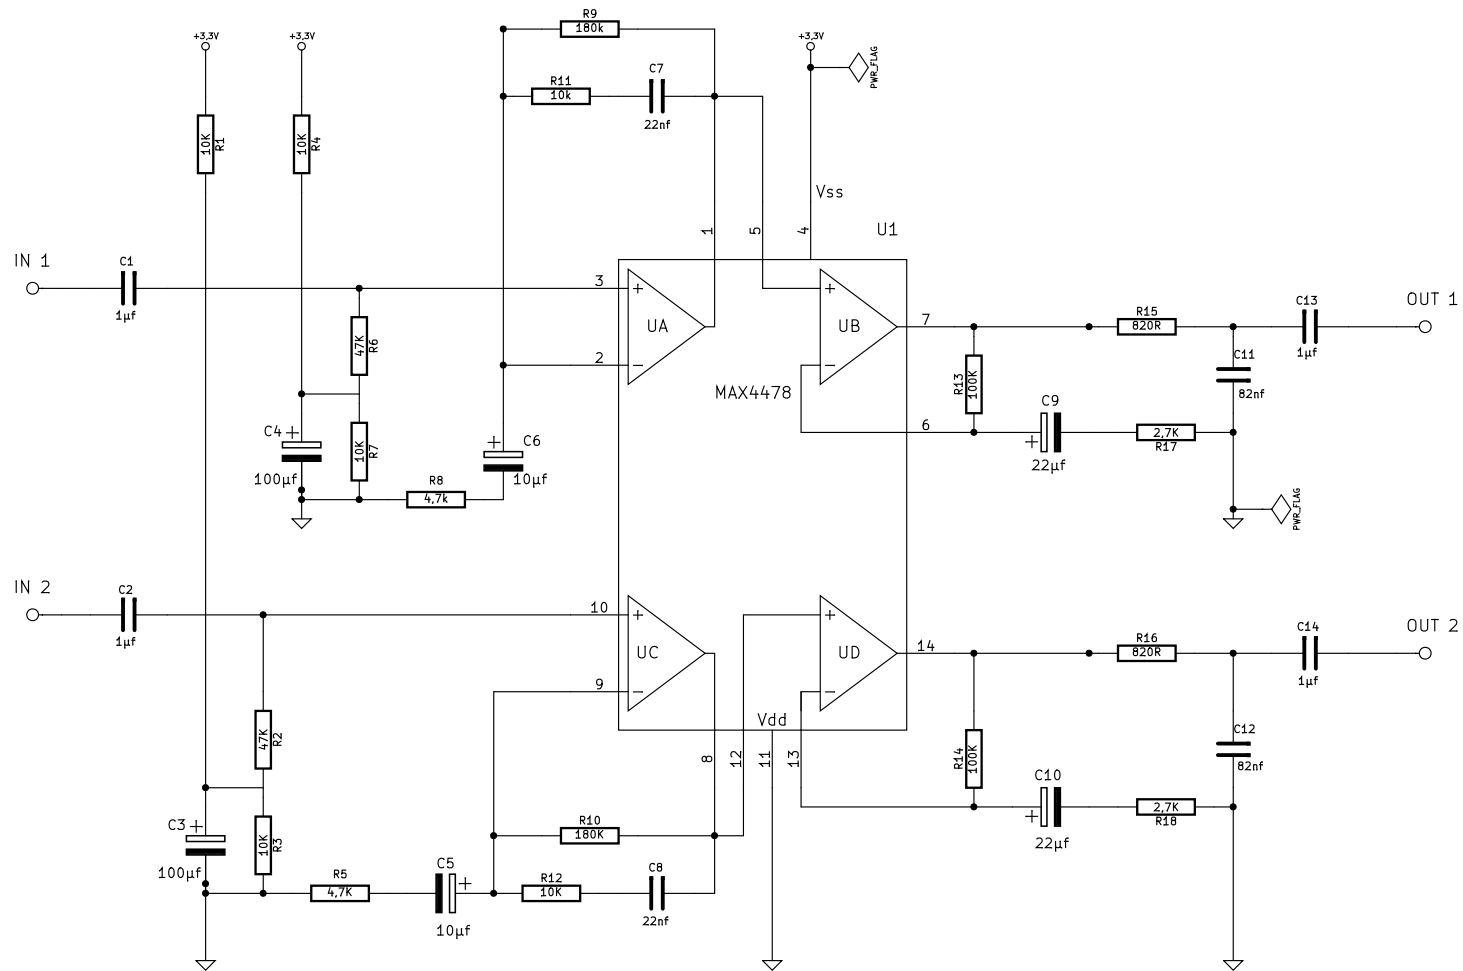 R9
180k
+3,3V
+3,3V
+3,3V
PWR_FLAG
R11
10k
C7
22nf
10K
R1
10K
R4
Vss
1
5
4
U1
IN 1
C1
1µf
3
+
UA
+
UB
7
R15
820R
C13
1µf
OUT 1
47K
R6
2
−
−
MAX4478
R13
100K
C11
82nf
C4
+
100µf
10K
R7
+
C6
10µf
6
C9
+
22µf
2,7K
R17
R8
4,7k
PWR_FLAG
IN 2
C2
1µf
10
+
UC
+
UD
14
R16
820R
C14
1µf
OUT 2
9
−
−
47K
R2
Vdd
8
12
11
13
R14
100K
C12
82nf
C10
+
22µf
2,7K
R18
C3
+
100µf
10K
R3
R10
180K
R5
4,7K
C5
+
10µf
R12
10K
C8
22nf